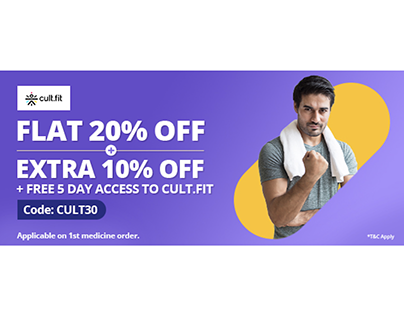 cult.fit
FLAT 20% OFF
+
EXTRA 10% OFF
+ FREE 5 DAY ACCESS TO CULT.FIT
Code: CULT30
Applicable on 1st medicine order.
*T&C Apply